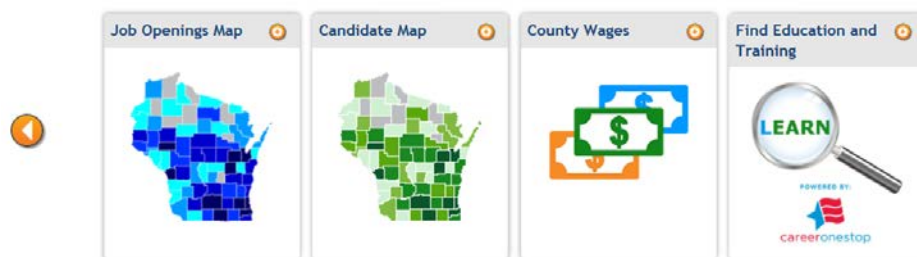 Job Openings Map
Candidate Map
County Wages
$
$
$
Find Education and
Training
LEARN
POWERED BY:
careeronestop